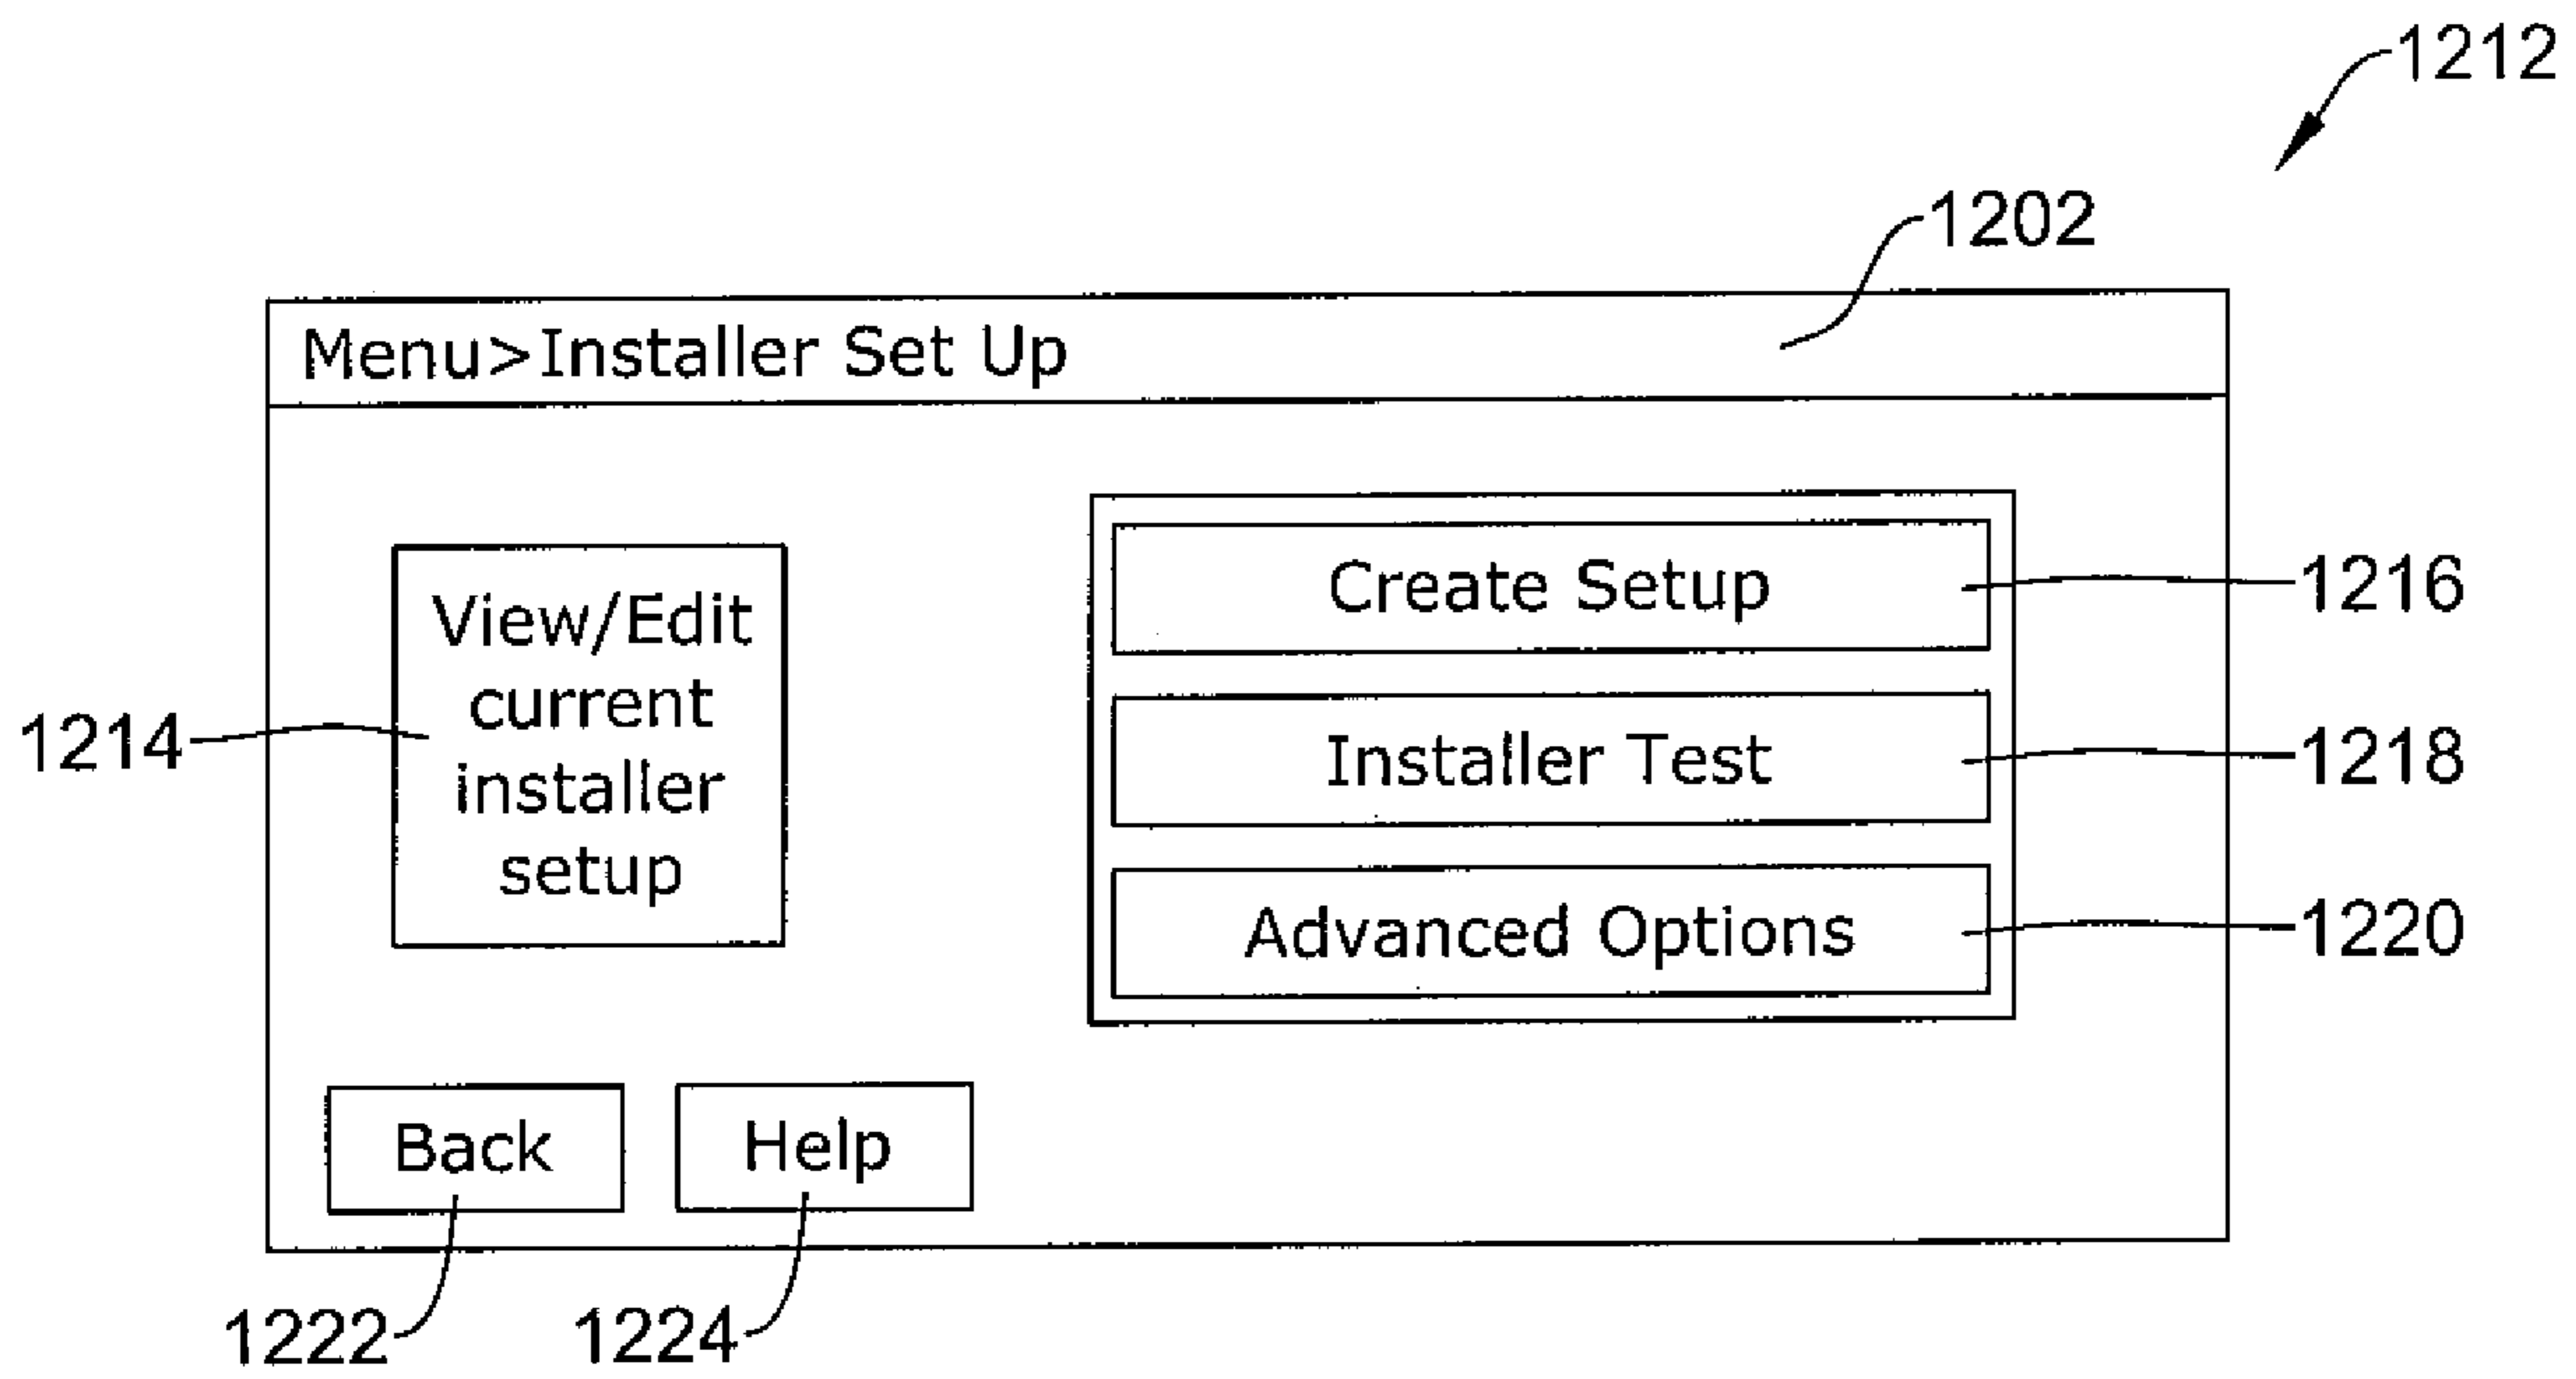 1212
1202
Menu>Installer Set Up
View/Edit
current
installer
setup
1214
Create Setup
1216
Installer Test
1218
Advanced Options
1220
Back
Help
1222
1224